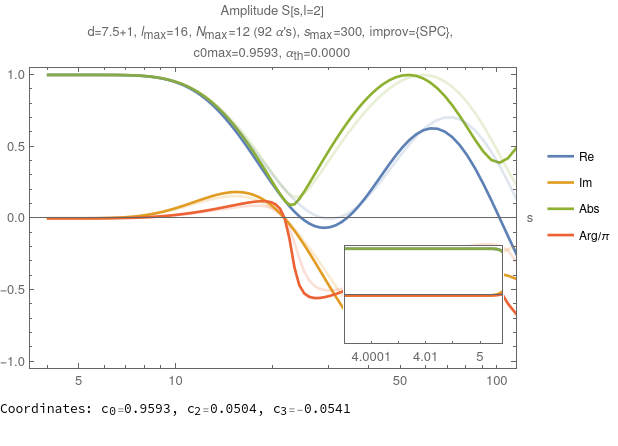 Amplitude S[s,l=2]
d=7.5+1, lmax=16, Nmax=12 (92 α's), smax=300, improv={SPC},
c0max=0.9593, αth=0.0000
1.0
0.5
0.0
−0.5
−1.0
5
10
50
100
s
4.0001
4.01
5
Re
Im
Abs
Arg/π
Coordinates: c0=0.9593, c2=0.0504, c3=-0.0541